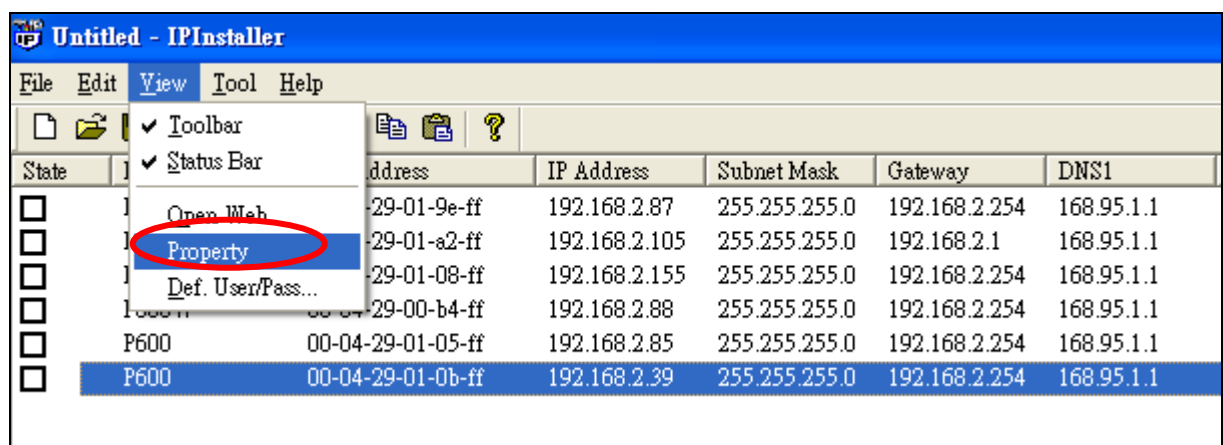 Untitled - IPInstaller
File Edit View Tool Help
Toolbar
Status Bar
Open Web
Property
Def. User/Pass...
State IP Address Subnet Mask Gateway DNS1
-29-01-9e-ff 192.168.2.87 255.255.255.0 192.168.2.254 168.95.1.1
-29-01-a2-ff 192.168.2.105 255.255.255.0 192.168.2.1 168.95.1.1
-29-01-08-ff 192.168.2.155 255.255.255.0 192.168.2.254 168.95.1.1
-29-00-b4-ff 192.168.2.88 255.255.255.0 192.168.2.254 168.95.1.1
P600 00-04-29-01-05-ff 192.168.2.85 255.255.255.0 192.168.2.254 168.95.1.1
P600 00-04-29-01-0b-ff 192.168.2.39 255.255.255.0 192.168.2.254 168.95.1.1